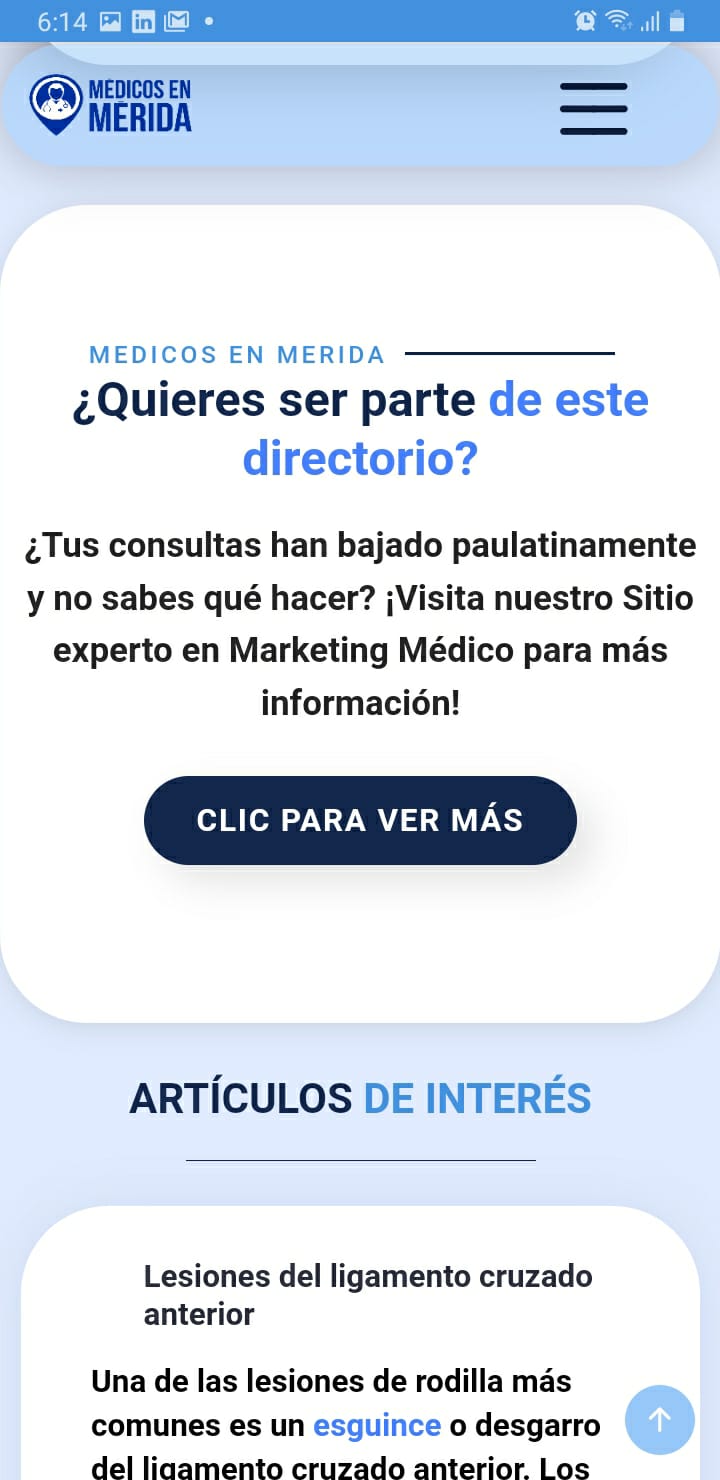 6:14
MÉDICOS EN
MÉRIDA
MEDICOS EN MERIDA
¿Quieres ser parte de este
directorio?
¿Tus consultas han bajado paulatinamente
y no sabes qué hacer? ¡Visita nuestro Sitio
experto en Marketing Médico para más
información!
CLIC PARA VER MÁS
ARTÍCULOS DE INTERÉS
Lesiones del ligamento cruzado
anterior
Una de las lesiones de rodilla más
comunes es un esguince o desgarro
del ligamento cruzado anterior. Los